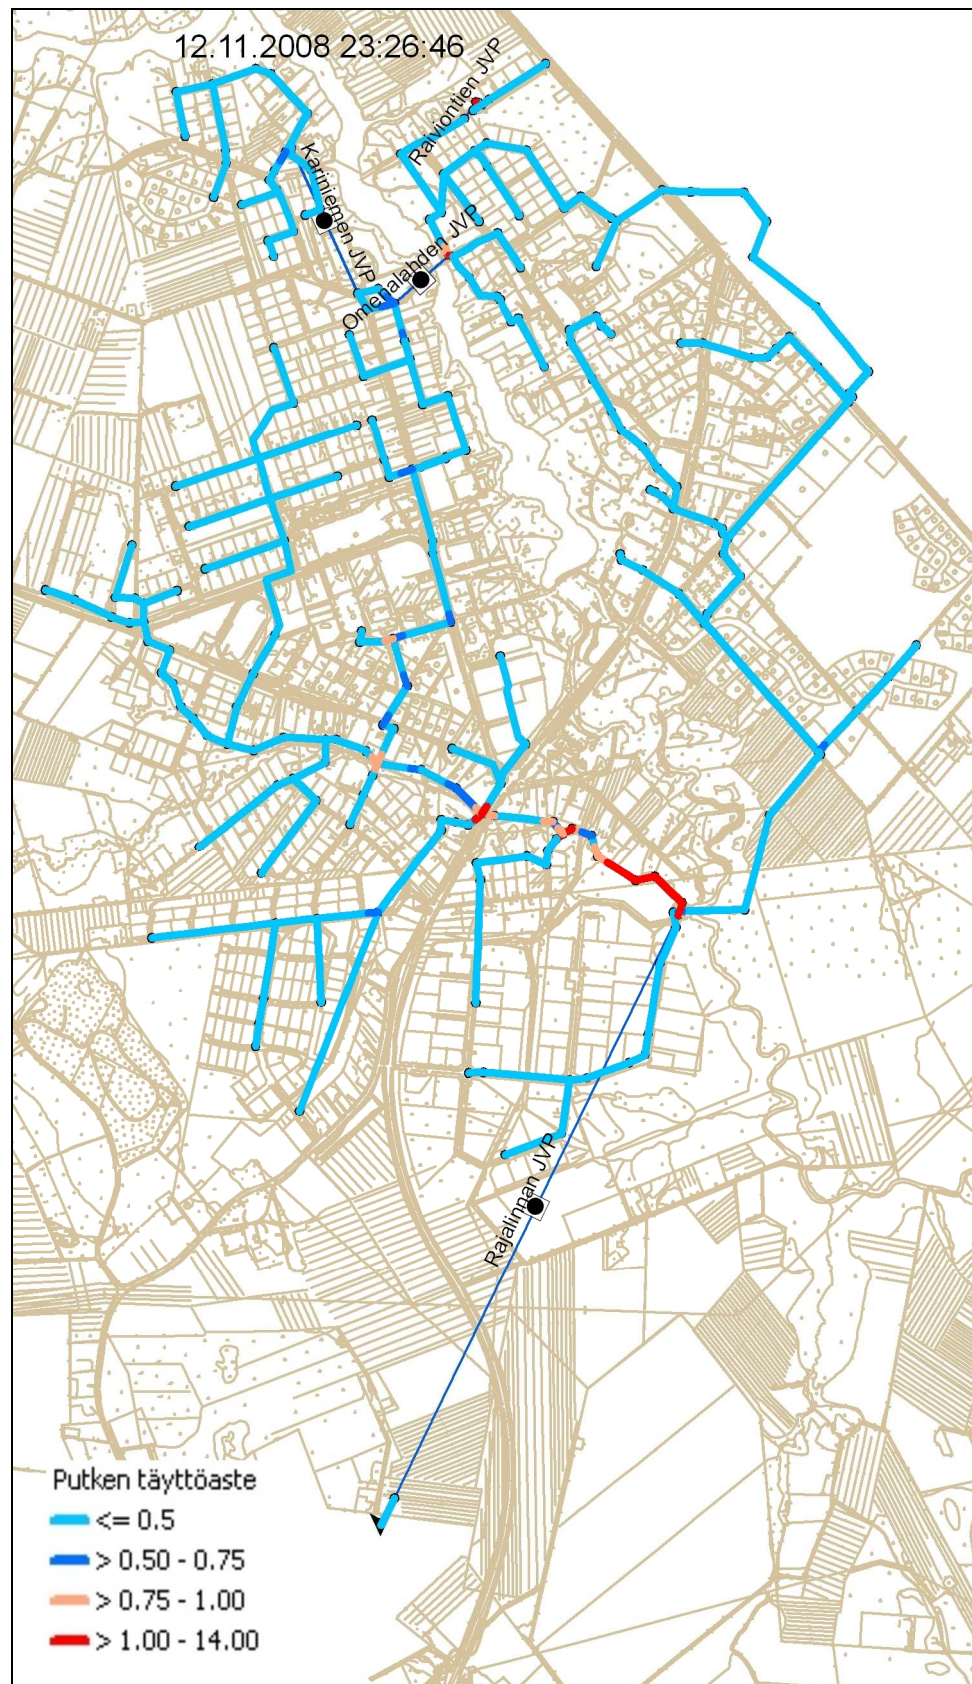 12.11.2008 23:26:46
Raiviontien JVP
Kariniemen JVP
Omenalahden JVP
Rajalinnan JVP
Putken täyttöaste
<= 0.5
> 0.50 - 0.75
> 0.75 - 1.00
> 1.00 - 14.00